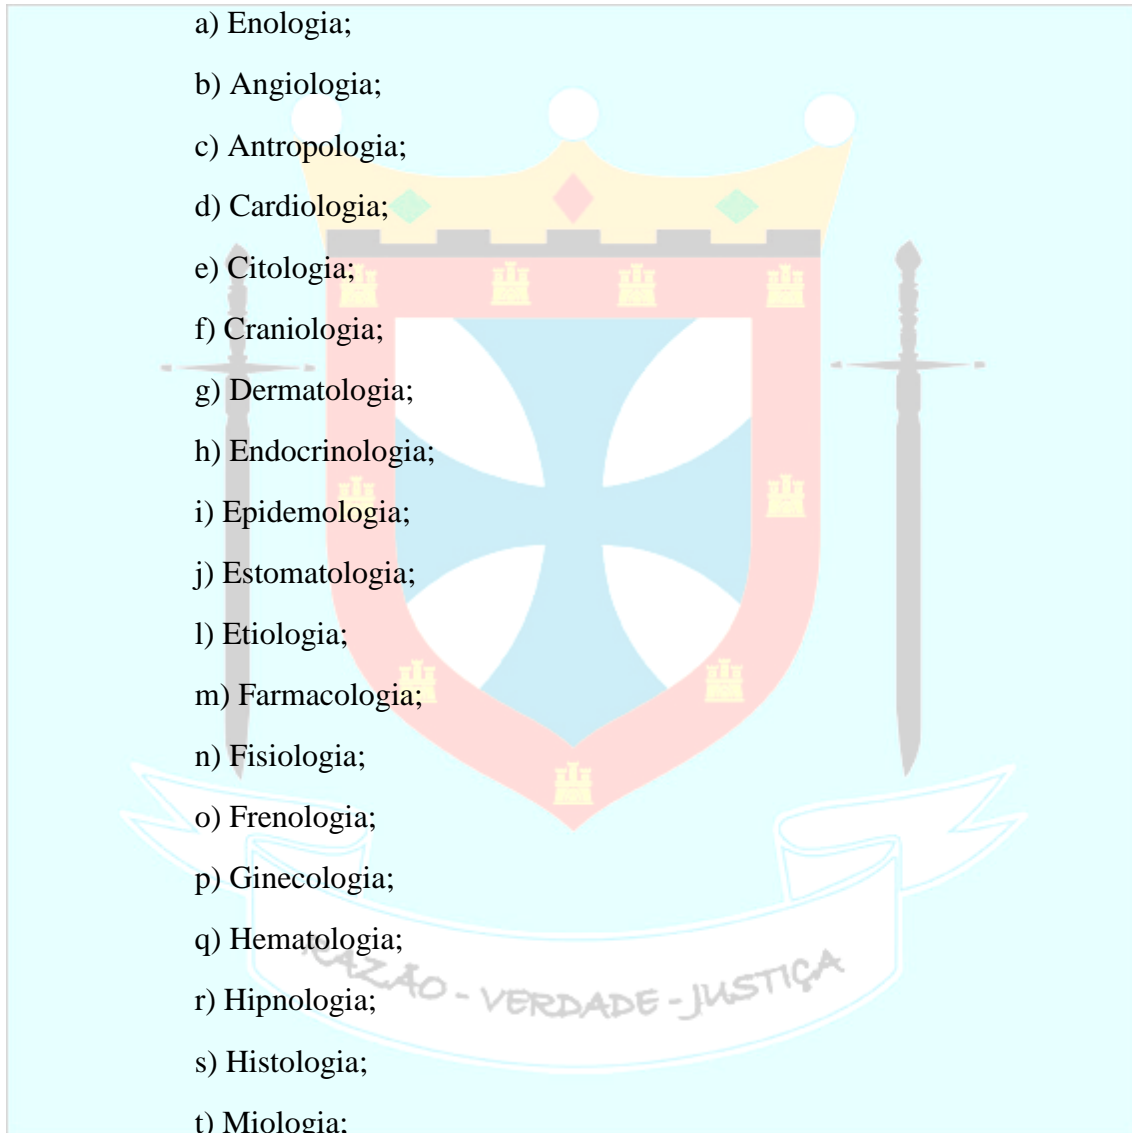 a) Enologia;
b) Angiologia;
c) Antropologia;
d) Cardiologia;
e) Citologia;
f) Craniologia;
g) Dermatologia;
h) Endocrinologia;
i) Epidemologia;
j) Estomatologia;
l) Etiologia;
m) Farmacologia;
n) Fisiologia;
o) Frenologia;
p) Ginecologia;
q) Hematologia;
RAZÃO - VERDADE - JUSTIÇA
r) Hipnologia;
s) Histologia;
t) Miologia;